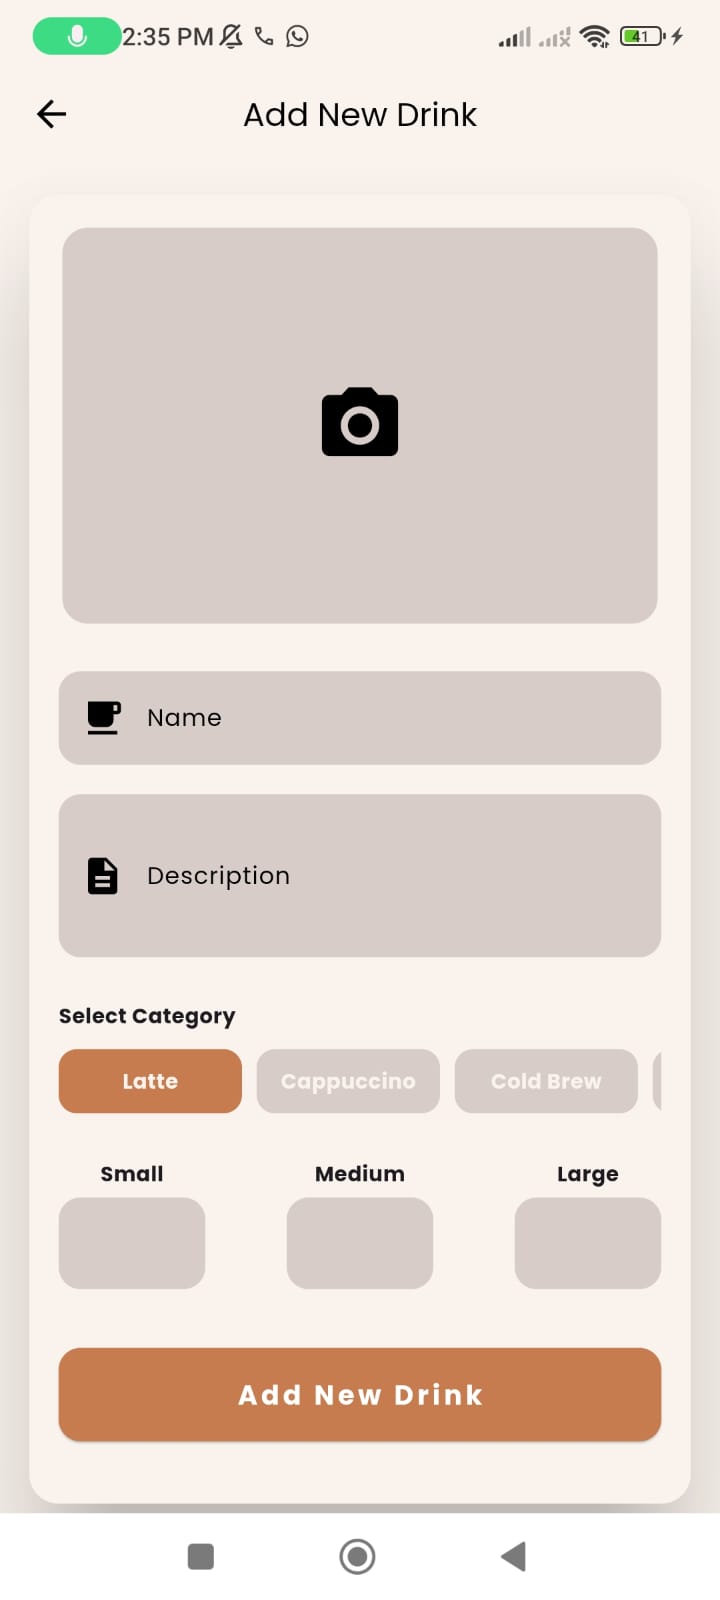 2:35 PM
41
Add New Drink
Name
Description
Select Category
Latte Cappuccino Cold Brew
Small Medium Large
Add New Drink